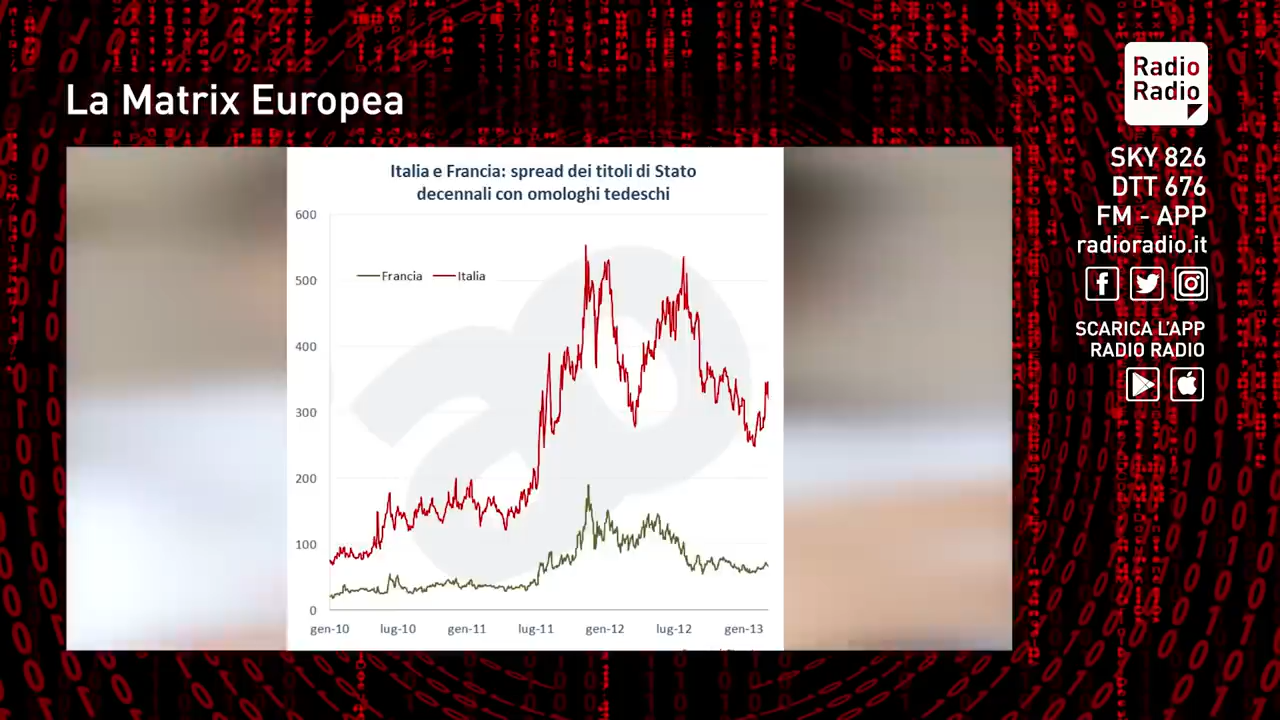 La Matrix Europea
Radio
Radio
SKY 826
DTT 676
FM - APP
radioradio.it
SCARICA L'APP
RADIO RADIO
Italia e Francia: spread dei titoli di Stato
decennali con omologhi tedeschi
600
500
400
300
200
100
0
Francia Italia
gen-10 lug-10 gen-11 lug-11 gen-12 lug-12 gen-13